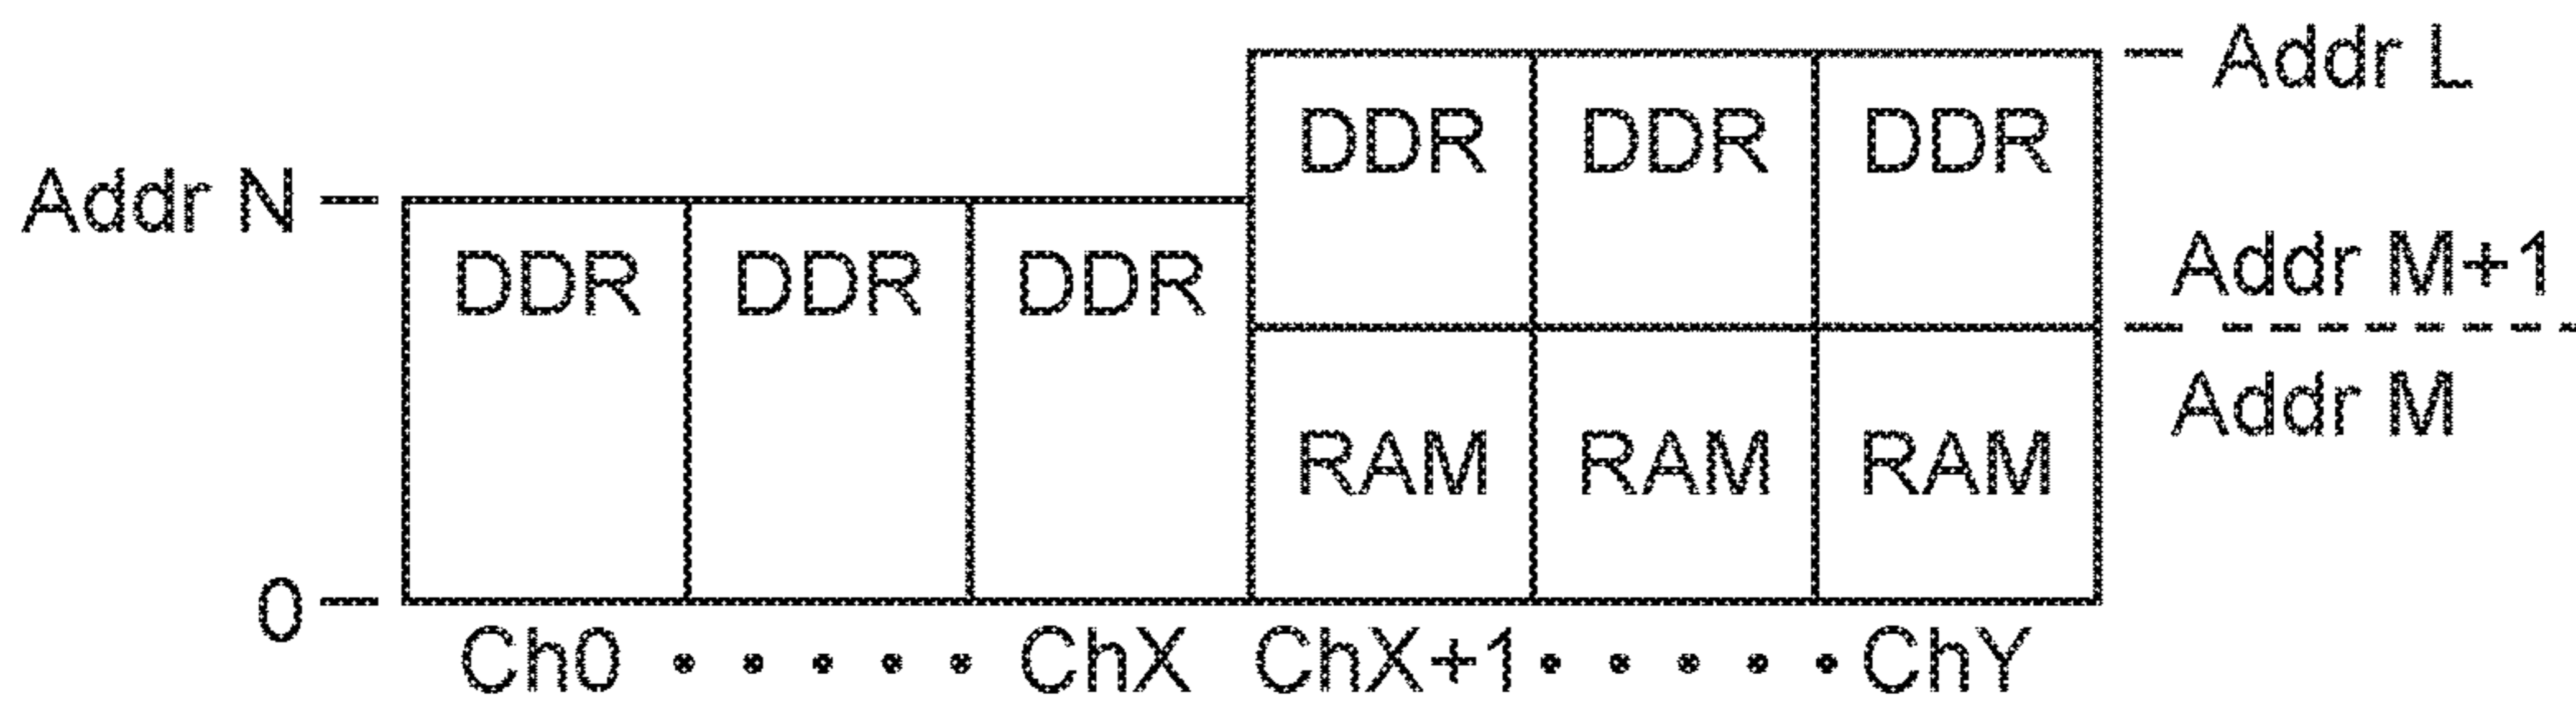 Addr L
DDR DDR DDR
Addr N
DDR DDR DDR
Addr M+1
Addr M
RAM RAM RAM
0
Ch0 • • • • • ChX ChX+1 • • • • • ChY